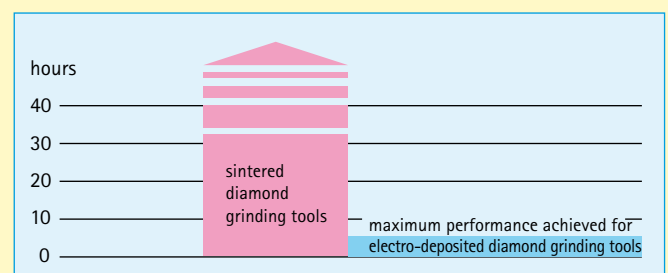 hours
40
30
20
10
0
sintered
diamond
grinding tools
maximum performance achieved for
electro-deposited diamond grinding tools